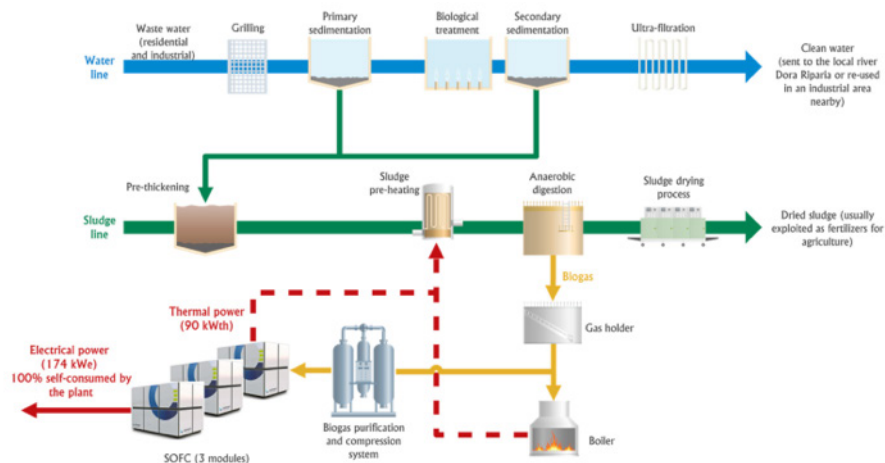 Waste water
(residential
and industrial)
Grilling
Primary
sedimentation
Biological
treatment
Secondary
sedimentation
Ultra-filtration
Water
line
Clean water
(sent to the local river
Dora Riparia or re-used
in an industrial area
nearby)
Pre-thickening
Sludge
pre-heating
Anaerobic
digestion
Sludge drying
process
Sludge
line
Dried sludge (usually
exploited as fertilizers for
agriculture)
Biogas
Thermal power
(90 kWth)
Gas holder
Electrical power
(174 kWe)
100% self-consumed by
the plant
SOFC (3 modules)
Biogas purification
and compression
system
Boiler